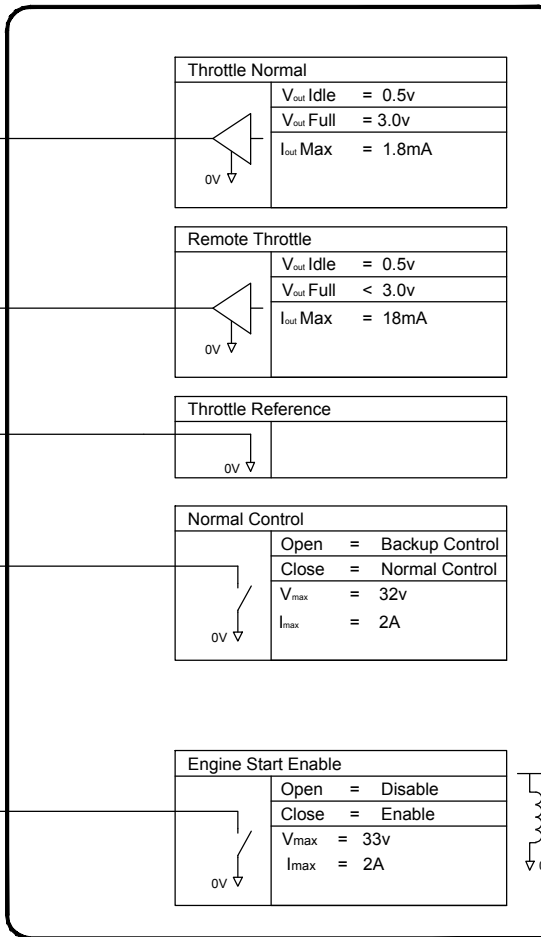 Throttle Normal
Vout Idle = 0.5v
Vout Full = 3.0v
Iout Max = 1.8mA
0V
Remote Throttle
Vout Idle = 0.5v
Vout Full < 3.0v
Iout Max = 18mA
0V
Throttle Reference
0V
Normal Control
Open = Backup Control
Close = Normal Control
Vmax = 32v
Imax = 2A
0V
Engine Start Enable
Open = Disable
Close = Enable
Vmax = 33v
Imax = 2A
0V